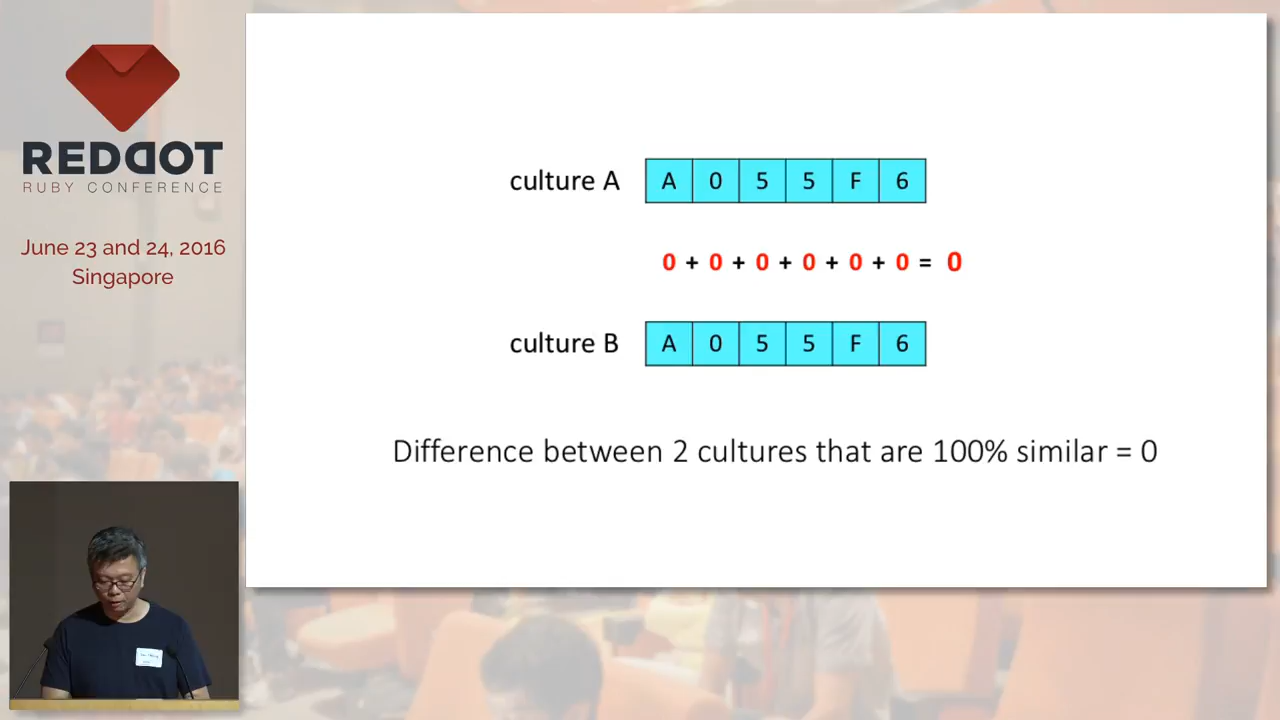 REDDOT
RUBY CONFERENCE
June 23 and 24, 2016
Singapore
culture A A 0 5 5 F 6
0 + 0 + 0 + 0 + 0 + 0 = 0
culture B A 0 5 5 F 6
Difference between 2 cultures that are 100% similar = 0